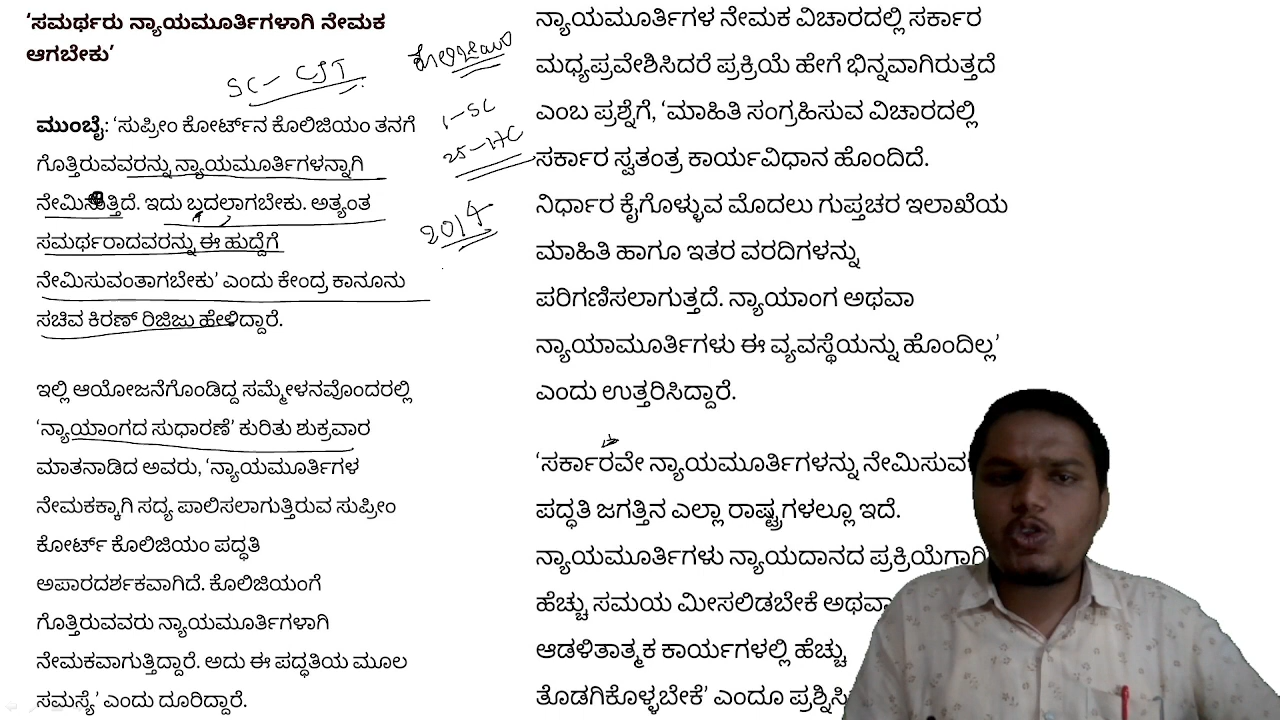 ‘ಸಮರ್ಥರು ನ್ಯಾಯಮೂರ್ತಿಗಳಾಗಿ ನೇಮಕ
ಆಗಬೇಕು’
SC - CJI
ಕೊಲಿಜಿಯಂ
1-SC
25-HC
2014
ಮುಂಬೈ: ‘ಸುಪ್ರೀಂ ಕೋರ್ಟ್‌ನ ಕೊಲಿಜಿಯಂ ತನಗೆ
ಗೊತ್ತಿರುವವರನ್ನು ನ್ಯಾಯಮೂರ್ತಿಗಳನ್ನಾಗಿ
ನೇಮಿಸುತ್ತಿದೆ. ಇದು ಬದಲಾಗಬೇಕು. ಅತ್ಯಂತ
ಸಮರ್ಥರಾದವರನ್ನು ಈ ಹುದ್ದೆಗೆ
ನೇಮಿಸುವಂತಾಗಬೇಕು’ ಎಂದು ಕೇಂದ್ರ ಕಾನೂನು
ಸಚಿವ ಕಿರಣ್ ರಿಜಿಜು ಹೇಳಿದ್ದಾರೆ.
ಇಲ್ಲಿ ಆಯೋಜನೆಗೊಂಡಿದ್ದ ಸಮ್ಮೇಳನವೊಂದರಲ್ಲಿ
‘ನ್ಯಾಯಾಂಗದ ಸುಧಾರಣೆ’ ಕುರಿತು ಶುಕ್ರವಾರ
ಮಾತನಾಡಿದ ಅವರು, ‘ನ್ಯಾಯಮೂರ್ತಿಗಳ
ನೇಮಕಕ್ಕಾಗಿ ಸದ್ಯ ಪಾಲಿಸಲಾಗುತ್ತಿರುವ ಸುಪ್ರೀಂ
ಕೋರ್ಟ್ ಕೊಲಿಜಿಯಂ ಪದ್ಧತಿ
ಅಪಾರದರ್ಶಕವಾಗಿದೆ. ಕೊಲಿಜಿಯಂಗೆ
ಗೊತ್ತಿರುವವರು ನ್ಯಾಯಮೂರ್ತಿಗಳಾಗಿ
ನೇಮಕವಾಗುತ್ತಿದ್ದಾರೆ. ಅದು ಈ ಪದ್ಧತಿಯ ಮೂಲ
ಸಮಸ್ಯೆ’ ಎಂದು ದೂರಿದ್ದಾರೆ.
ನ್ಯಾಯಮೂರ್ತಿಗಳ ನೇಮಕ ವಿಚಾರದಲ್ಲಿ ಸರ್ಕಾರ
ಮಧ್ಯಪ್ರವೇಶಿಸಿದರೆ ಪ್ರಕ್ರಿಯೆ ಹೇಗೆ ಭಿನ್ನವಾಗಿರುತ್ತದೆ
ಎಂಬ ಪ್ರಶ್ನೆಗೆ, ‘ಮಾಹಿತಿ ಸಂಗ್ರಹಿಸುವ ವಿಚಾರದಲ್ಲಿ
ಸರ್ಕಾರ ಸ್ವತಂತ್ರ ಕಾರ್ಯವಿಧಾನ ಹೊಂದಿದೆ.
ನಿರ್ಧಾರ ಕೈಗೊಳ್ಳುವ ಮೊದಲು ಗುಪ್ತಚರ ಇಲಾಖೆಯ
ಮಾಹಿತಿ ಹಾಗೂ ಇತರ ವರದಿಗಳನ್ನು
ಪರಿಗಣಿಸಲಾಗುತ್ತದೆ. ನ್ಯಾಯಾಂಗ ಅಥವಾ
ನ್ಯಾಯಾಮೂರ್ತಿಗಳು ಈ ವ್ಯವಸ್ಥೆಯನ್ನು ಹೊಂದಿಲ್ಲ’
ಎಂದು ಉತ್ತರಿಸಿದ್ದಾರೆ.
‘ಸರ್ಕಾರವೇ ನ್ಯಾಯಮೂರ್ತಿಗಳನ್ನು ನೇಮಿಸುವ
ಪದ್ಧತಿ ಜಗತ್ತಿನ ಎಲ್ಲಾ ರಾಷ್ಟ್ರಗಳಲ್ಲೂ ಇದೆ.
ನ್ಯಾಯಮೂರ್ತಿಗಳು ನ್ಯಾಯದಾನದ ಪ್ರಕ್ರಿಯೆಗಾಗಿ
ಹೆಚ್ಚು ಸಮಯ ಮೀಸಲಿಡಬೇಕೆ ಅಥವಾ
ಆಡಳಿತಾತ್ಮಕ ಕಾರ್ಯಗಳಲ್ಲಿ ಹೆಚ್ಚು
ತೊಡಗಿಕೊಳ್ಳಬೇಕೆ’ ಎಂದೂ